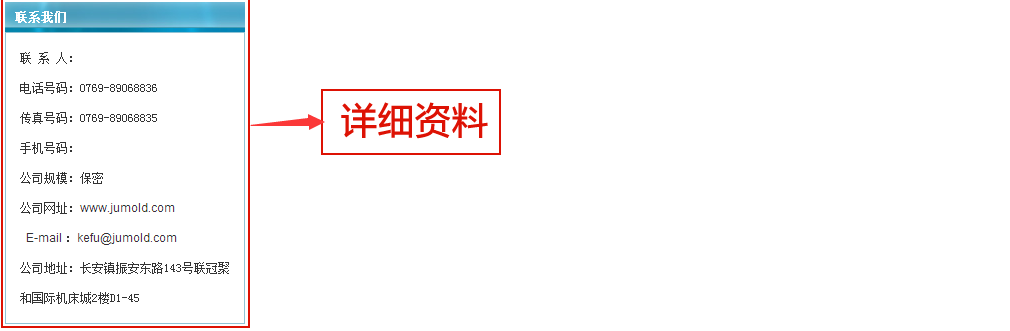 联系我们
联 系 人：
电话号码：0769-89068836
传真号码：0769-89068835
手机号码：
公司规模：保密
公司网址：www.jumold.com
E-mail ：kefu@jumold.com
公司地址：长安镇振安东路143号联冠聚
和国际机床城2楼D1-45
详细资料